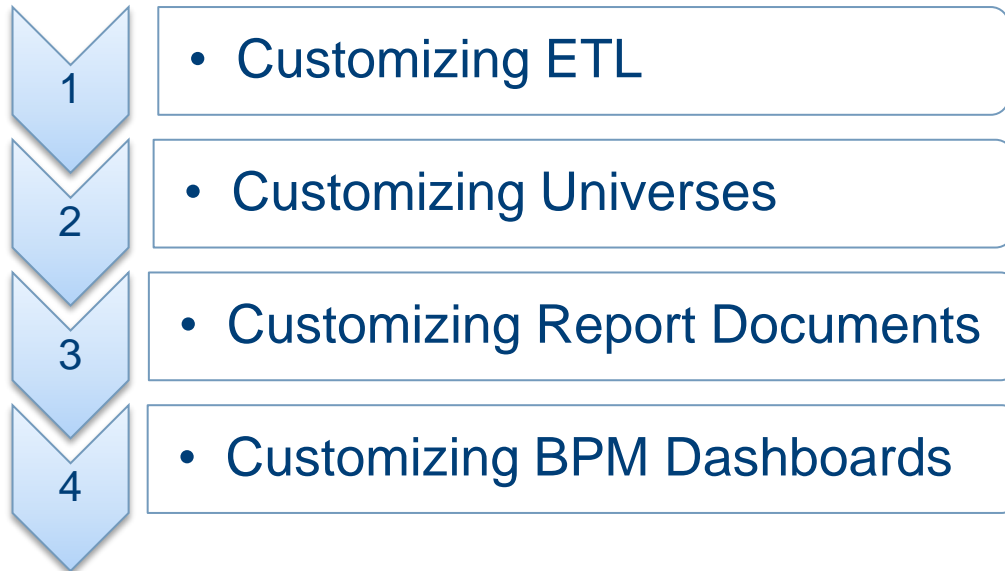 1
• Customizing ETL
2
• Customizing Universes
3
• Customizing Report Documents
4
• Customizing BPM Dashboards